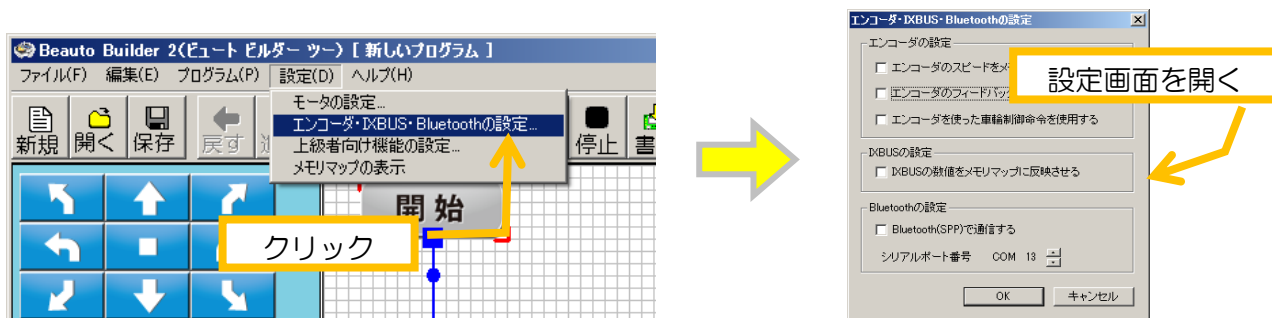 Beauto Builder 2(ビュート ビルダー ツー) [ 新しいプログラム ]
ファイル(F) 編集(E) プログラム(P) 設定(D) ヘルプ(H)
モータの設定...
エンコーダ・IXBUS・Bluetoothの設定...
上級者向け機能の設定...
メモリマップの表示
新規 開く 保存 戻す 停止
開始
クリック
エンコーダ・IXBUS・Bluetoothの設定
エンコーダの設定
エンコーダのスピードをメ
エンコーダのフィードバッ
エンコーダを使った車輪制御命令を使用する
設定画面を開く
IXBUSの設定
IXBUSの数値をメモリマップに反映させる
Bluetoothの設定
Bluetooth(SPP)で通信する
シリアルポート番号 COM 13
OK キャンセル